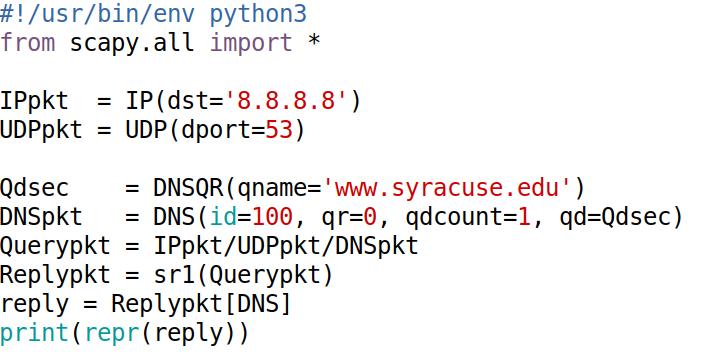 #!/usr/bin/env python3
from scapy.all import *
IPpkt  = IP(dst='8.8.8.8')
UDPpkt = UDP(dport=53)
Qdsec    = DNSQR(qname='www.syracuse.edu')
DNSpkt   = DNS(id=100, qr=0, qdcount=1, qd=Qdsec)
Querypkt = IPpkt/UDPpkt/DNSpkt
Replypkt = sr1(Querypkt)
reply = Replypkt[DNS]
print(repr(reply))